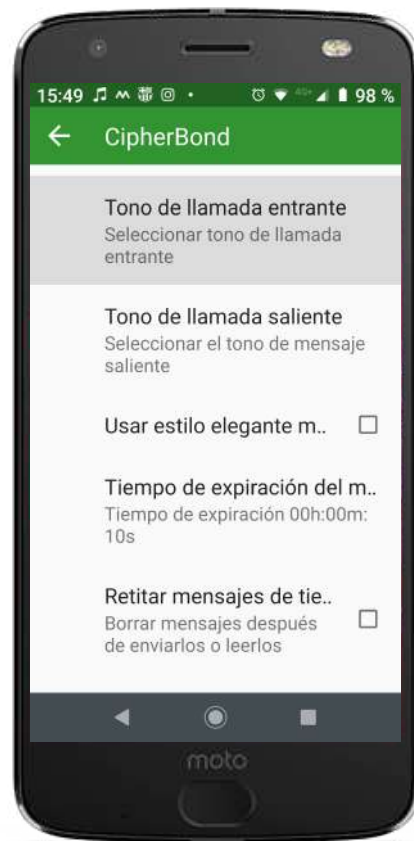 15:49 98 %
CipherBond
Tono de llamada entrante
Seleccionar tono de llamada
entrante
Tono de llamada saliente
Seleccionar el tono de mensaje
saliente
Usar estilo elegante m..
Tiempo de expiración del m..
Tiempo de expiración 00h:00m:
10s
Retitar mensajes de tie..
Borrar mensajes después
de enviarlos o leerlos
moto